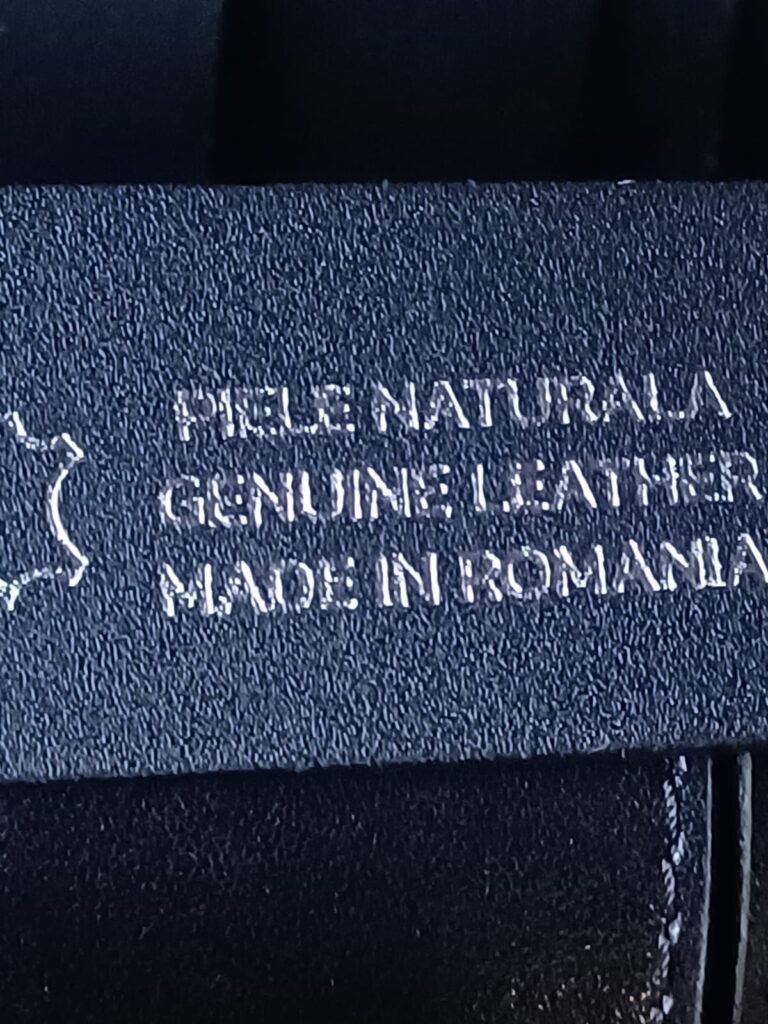 PIELE NATURALA
GENUINE LEATHER
MADE IN ROMANIA